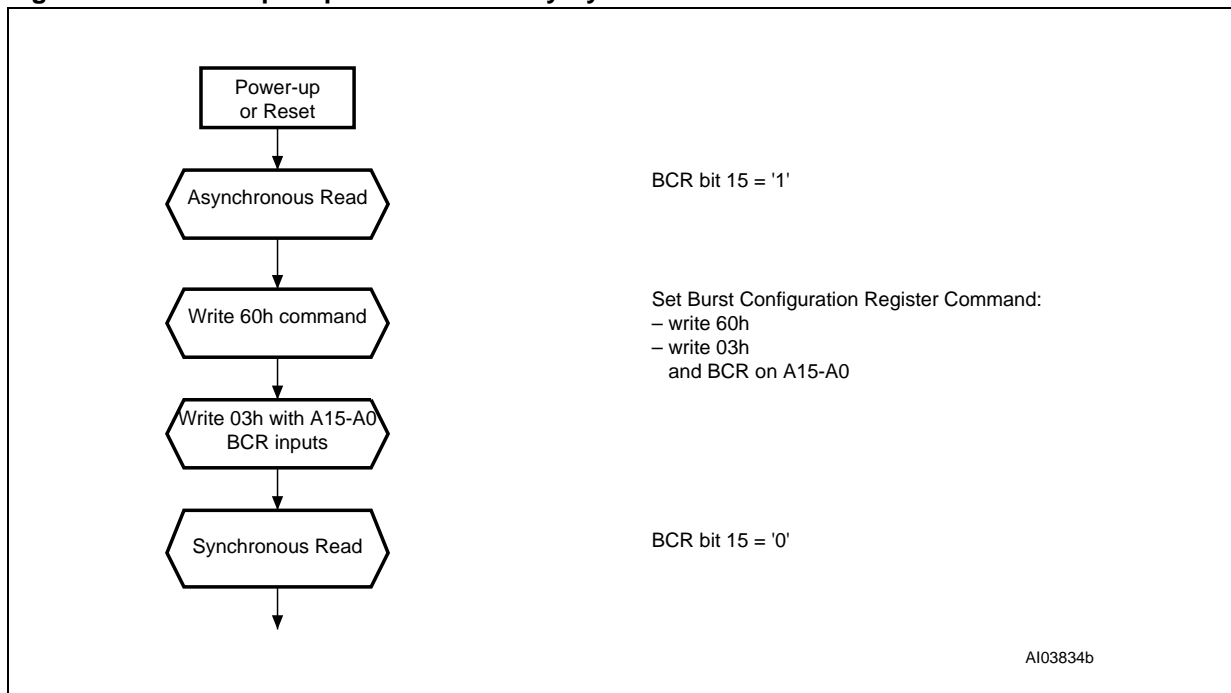 Power-up
or Reset
Asynchronous Read
BCR bit 15 = '1'
Write 60h command
Set Burst Configuration Register Command:
– write 60h
– write 03h
and BCR on A15-A0
Write 03h with A15-A0
BCR inputs
Synchronous Read
BCR bit 15 = '0'
AI03834b